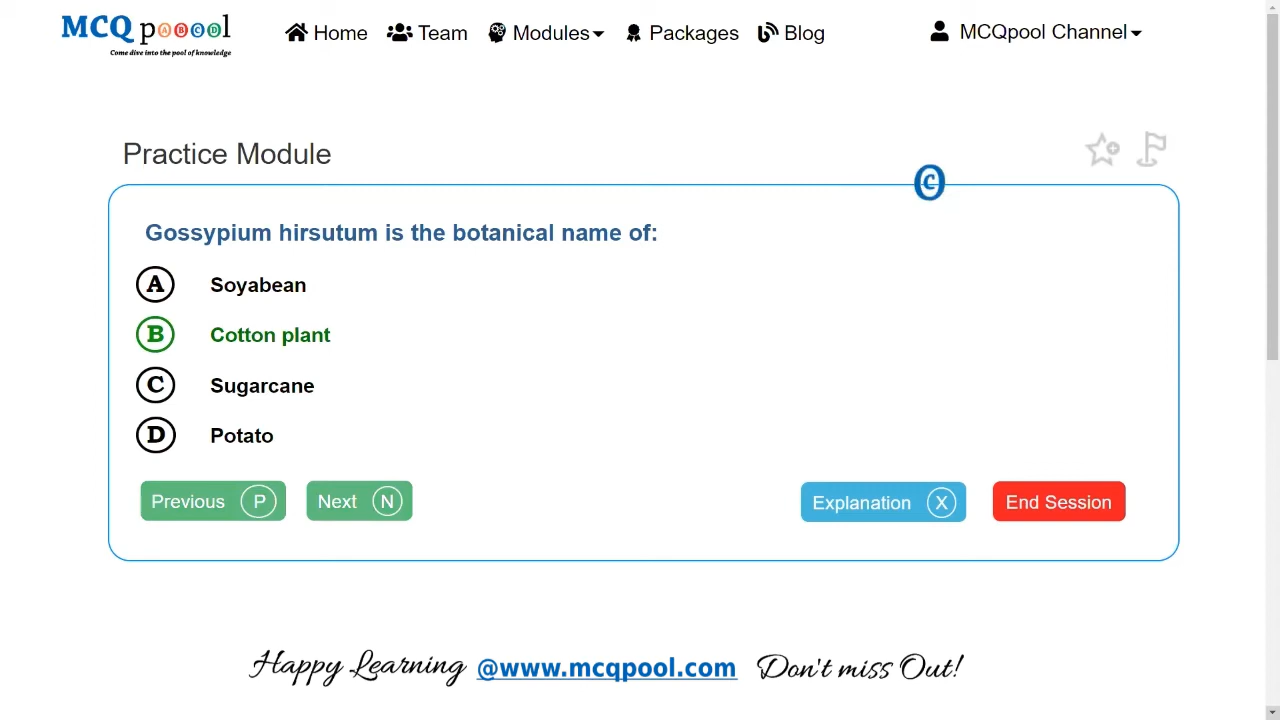 MCQ pooool
A B C D
Come dive into the pool of knowledge
Home Team Modules Packages Blog MCQpool Channel
Practice Module
C
Gossypium hirsutum is the botanical name of:
A Soyabean
B Cotton plant
C Sugarcane
D Potato
Previous P Next N Explanation X End Session
Happy Learning @www.mcqpool.com Don't miss Out!